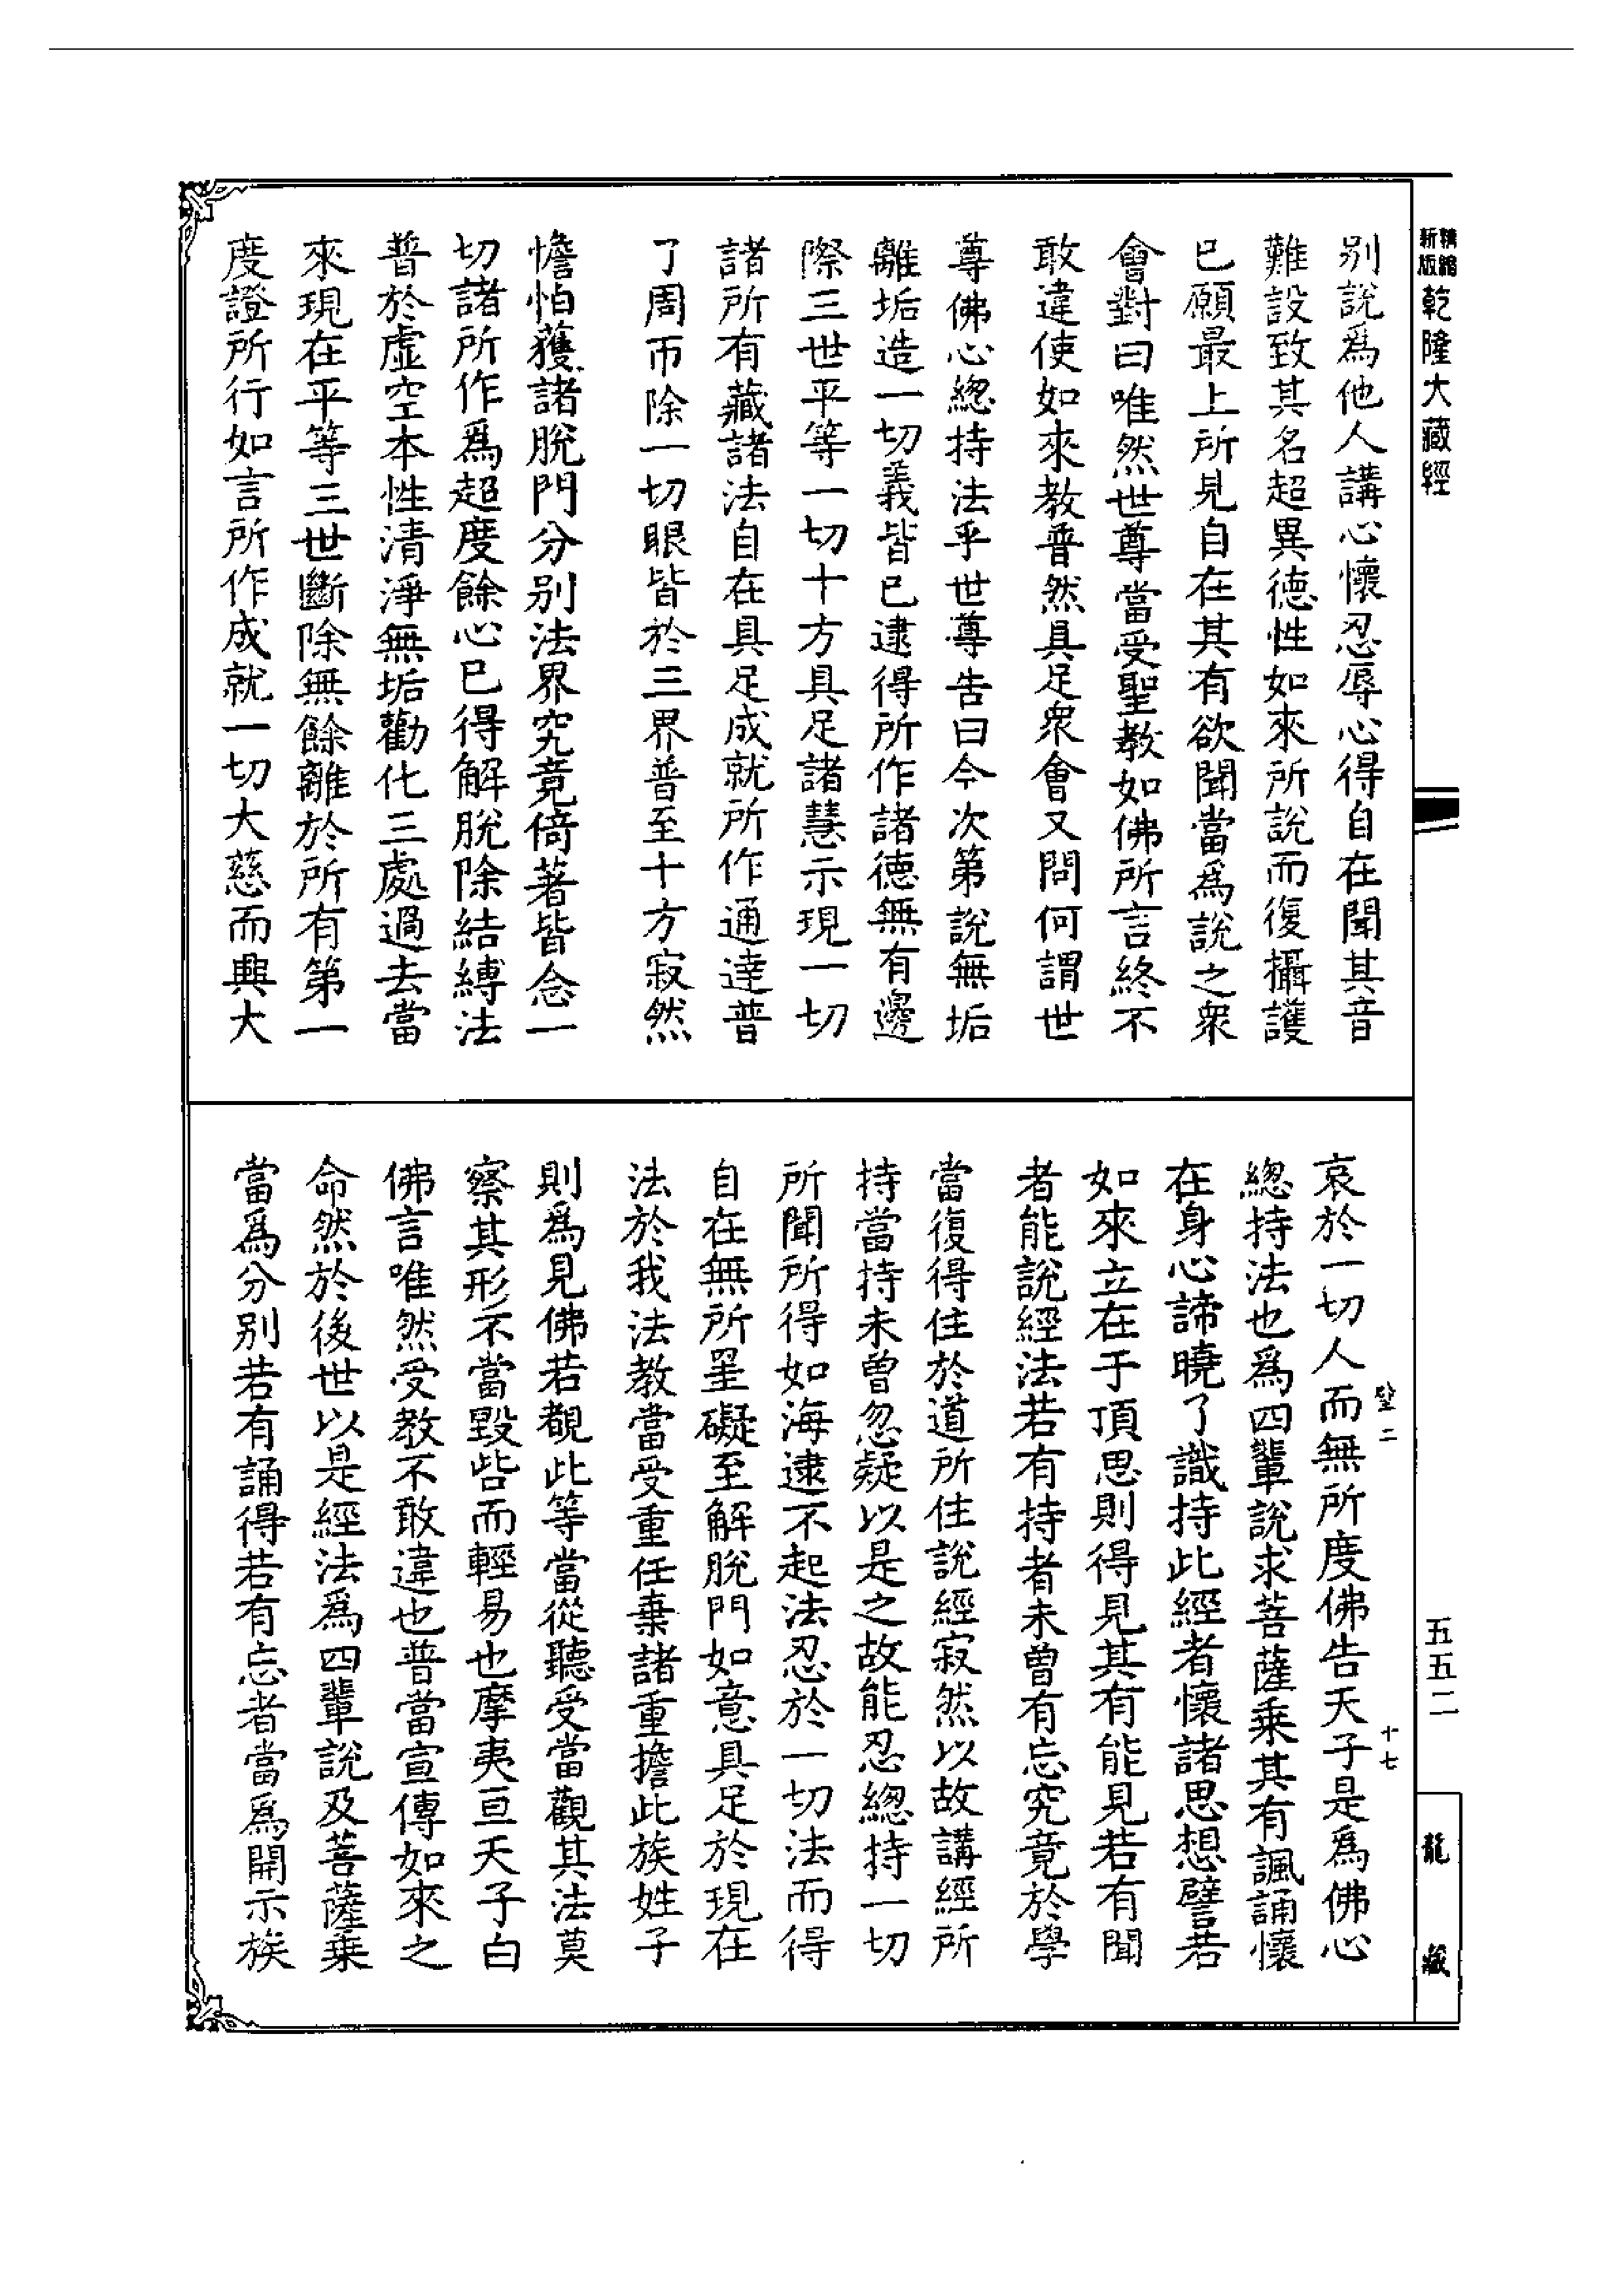 精縮
新版
乾隆大藏經
別說爲他人講心懷忍辱心得自在聞其音
難設致其名超異德性如來所說而復攝護
已願最上所見自在其有欲聞當爲說之衆
會對曰唯然世尊當受聖教如佛所言終不
敢違使如來教普然具足衆會又問何謂世
尊佛心總持法乎世尊告曰今次第說無垢
離垢造一切義皆已逮得所作諸德無有邊
際三世平等一切十方具足諸慧示現一切
諸所有藏諸法自在具足成就所作通達普
了周帀除一切眼皆於三界普至十方寂然
憺怕獲諸脫門分別法界究竟倚著皆念一
切諸所作爲超度餘心已得解脫除結縛法
普於虛空本性清淨無垢勸化三處過去當
來現在平等三世斷除無餘離於所有第一
度證所行如言所作成就一切大慈而興大
哀於一切人而無所度佛告天子是爲佛心
總持法也爲四輩說求菩薩乘其有諷誦懷
在身心諦曉了識持此經者懷諸思想譬若
如來立在于頂思則得見其有能見若有聞
者能說經法若有持者未曾有忘究竟於學
當復得住於道所住說經寂然以故講經所
持當持未曾忽疑以是之故能忍總持一切
所聞所得如海逮不起法忍於一切法而得
自在無所罣礙至解脫門如意具足於現在
法於我法教當受重任棄諸重擔此族姓子
則爲見佛若覩此等當從聽受當觀其法莫
察其形不當毀呰而輕易也摩夷亘天子白
佛言唯然受教不敢違也普當宣傳如來之
命然於後世以是經法爲四輩說及菩薩乘
當爲分別若有誦得若有忘者當爲開示族
二
十七
五五二
龍藏